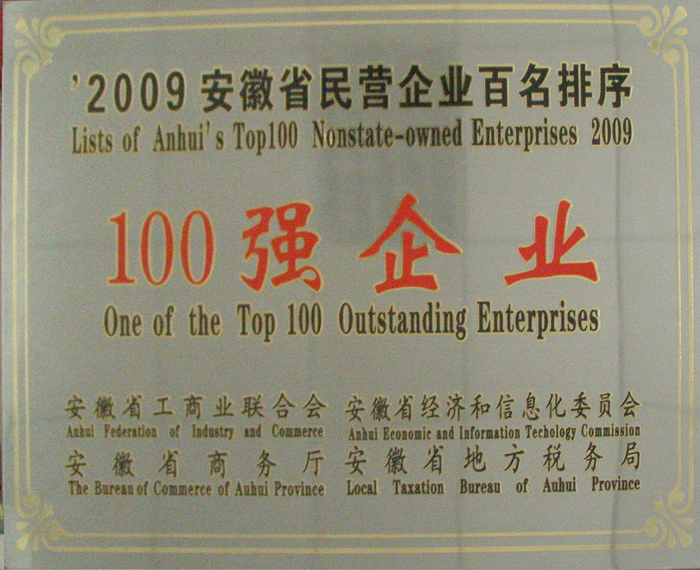 '2009 安徽省民营企业百名排序
Lists of Anhui's Top100 Nonstate-owned Enterprises 2009
100 强企业
One of the Top 100 Outstanding Enterprises
安徽省工商业联合会 安徽省经济和信息化委员会
Anhui Federation of Industry and Commerce Anhui Economic and Information Techology Commission
安徽省商务厅 安徽省地方税务局
The Bureau of Commerce of Auhui Province Local Taxation Bureau of Auhui Province